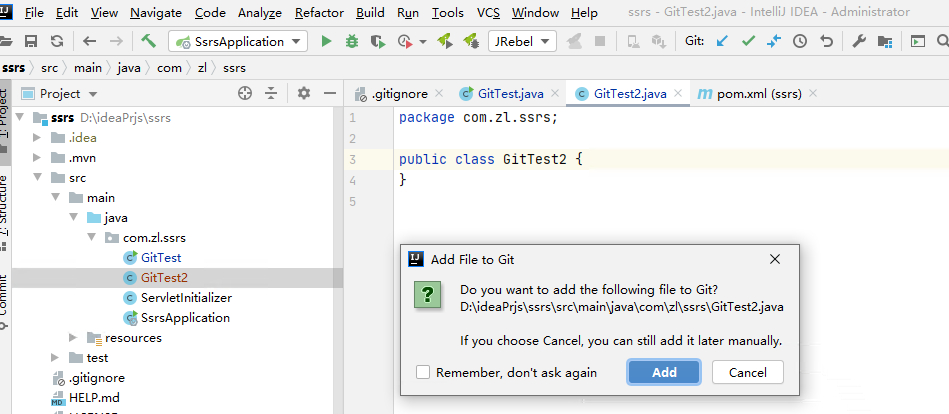 File Edit View Navigate Code Analyze Refactor Build Run Tools VCS Window Help ssrs - GitTest2.java - IntelliJ IDEA - Administrator
SsrsApplication JRebel Git:
ssrs src main java com zl ssrs
1: Project
Project
.gitignore GitTest.java GitTest2.java pom.xml (ssrs)
ssrs D:\ideaPrjs\ssrs
.idea
.mvn
src
main
java
com.zl.ssrs
GitTest
GitTest2
ServletInitializer
SsrsApplication
resources
test
.gitignore
HELP.md
7: Structure
Commit
1 package com.zl.ssrs;
2
3 public class GitTest2 {
4 }
5
Add File to Git
Do you want to add the following file to Git?
D:\ideaPrjs\ssrs\src\main\java\com\zl\ssrs\GitTest2.java
If you choose Cancel, you can still add it later manually.
Remember, don't ask again Add Cancel